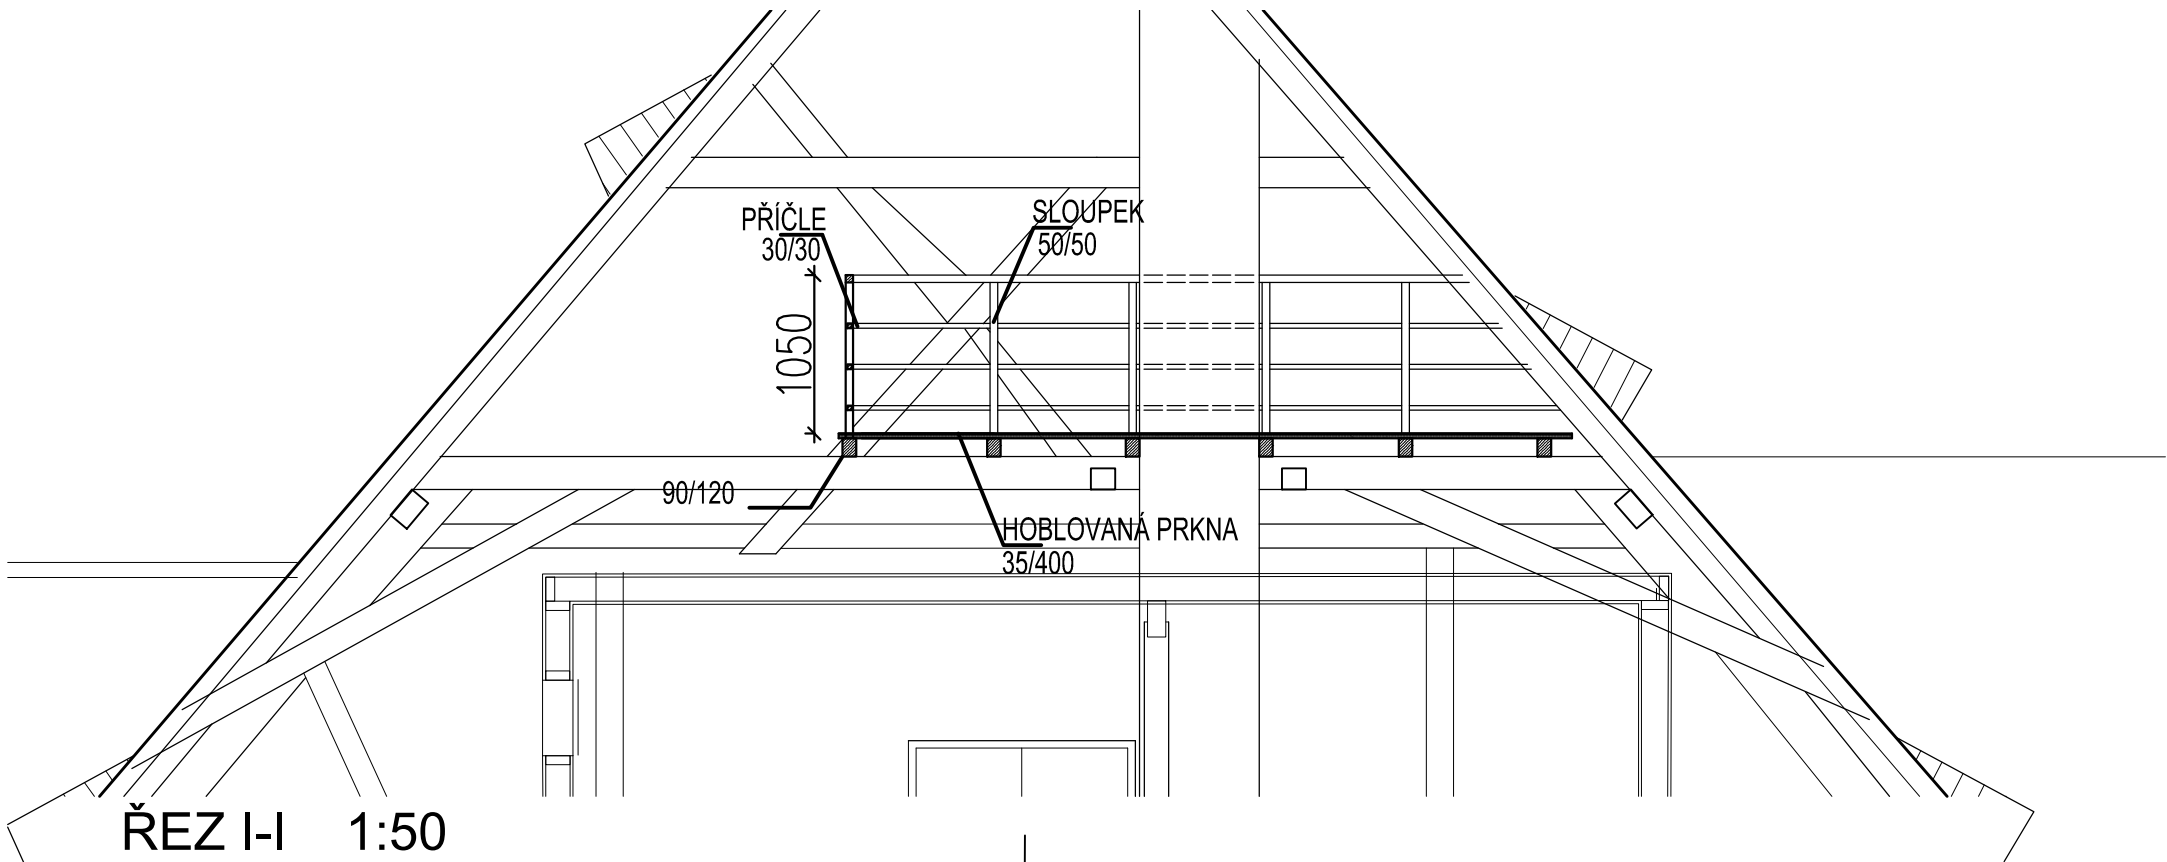 PŘÍČLE
30/30
SLOUPEK
50/50
1050
90/120
HOBLOVANÁ PRKNA
35/400
ŘEZ I-I 1:50